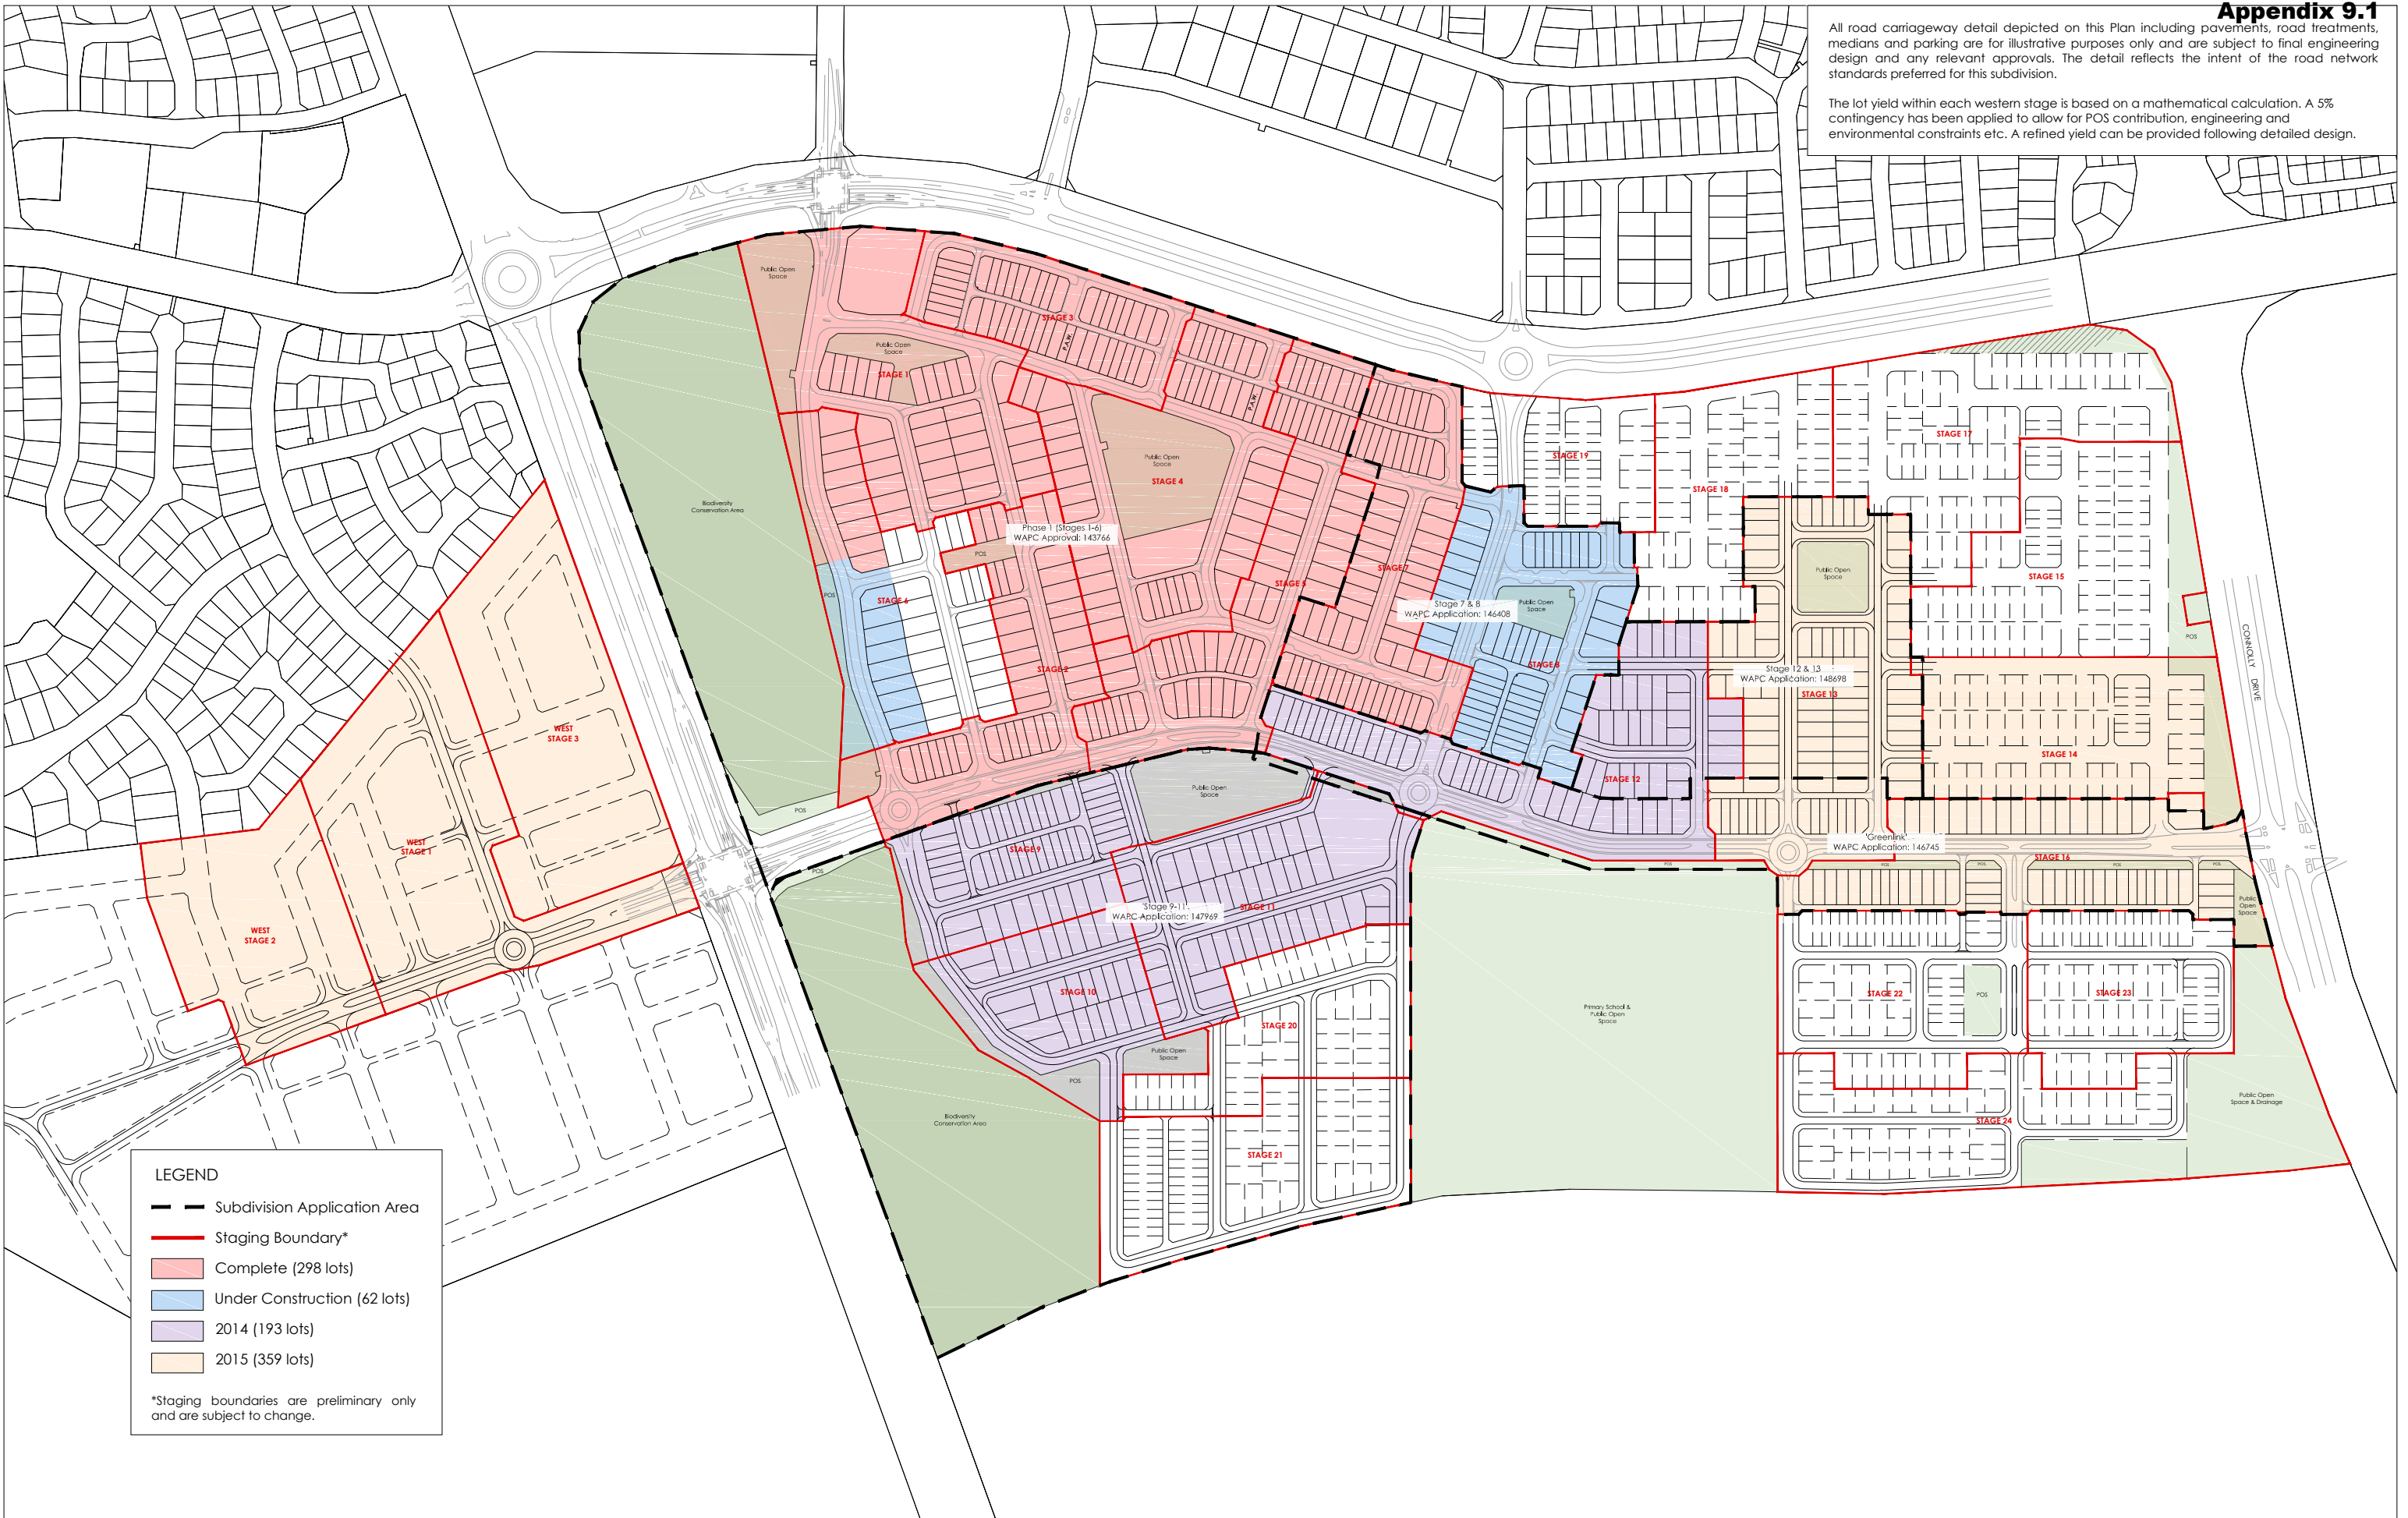 Appendix 9.1
All road carriageway detail depicted on this Plan including pavements, road treatments,
medians and parking are for illustrative purposes only and are subject to final engineering
design and any relevant approvals. The detail reflects the intent of the road network
standards preferred for this subdivision.
The lot yield within each western stage is based on a mathematical calculation. A 5%
contingency has been applied to allow for POS contribution, engineering and
environmental constraints etc. A refined yield can be provided following detailed design.
Public Open
Space
STAGE 3
P.A.W.
Public Open
Space
STAGE 1
P.A.W.
Public Open
Space
STAGE 4
STAGE 19
STAGE 17
STAGE 18
Biodiversity
Conservation Area
Phase 1 (Stages 1-6)
WAPC Approval: 143766
POS
STAGE 5
STAGE 7
Public Open
Space
STAGE 15
POS
STAGE 6
Stage 7 & 8
WAPC Application: 146408
Public Open
Space
POS
CONNOLLY DRIVE
STAGE 2
STAGE 8
Stage 12 & 13
WAPC Application: 148698
STAGE 13
WEST
STAGE 3
STAGE 14
STAGE 12
Public Open
Space
POS
WEST
STAGE 1
STAGE 9
'Greenlink'
WAPC Application: 146745
STAGE 16
POS
POS
POS
POS
POS
POS
Stage 9-11
WAPC Application: 147969
STAGE 11
Public
Open
Space
WEST
STAGE 2
STAGE 10
Primary School &
Public Open
Space
STAGE 22
POS
STAGE 23
STAGE 20
Public Open
Space
POS
Biodiversity
Conservation Area
Public Open
Space & Drainage
STAGE 24
STAGE 21
LEGEND
Subdivision Application Area
Staging Boundary*
Complete (298 lots)
Under Construction (62 lots)
2014 (193 lots)
2015 (359 lots)
*Staging boundaries are preliminary only
and are subject to change.